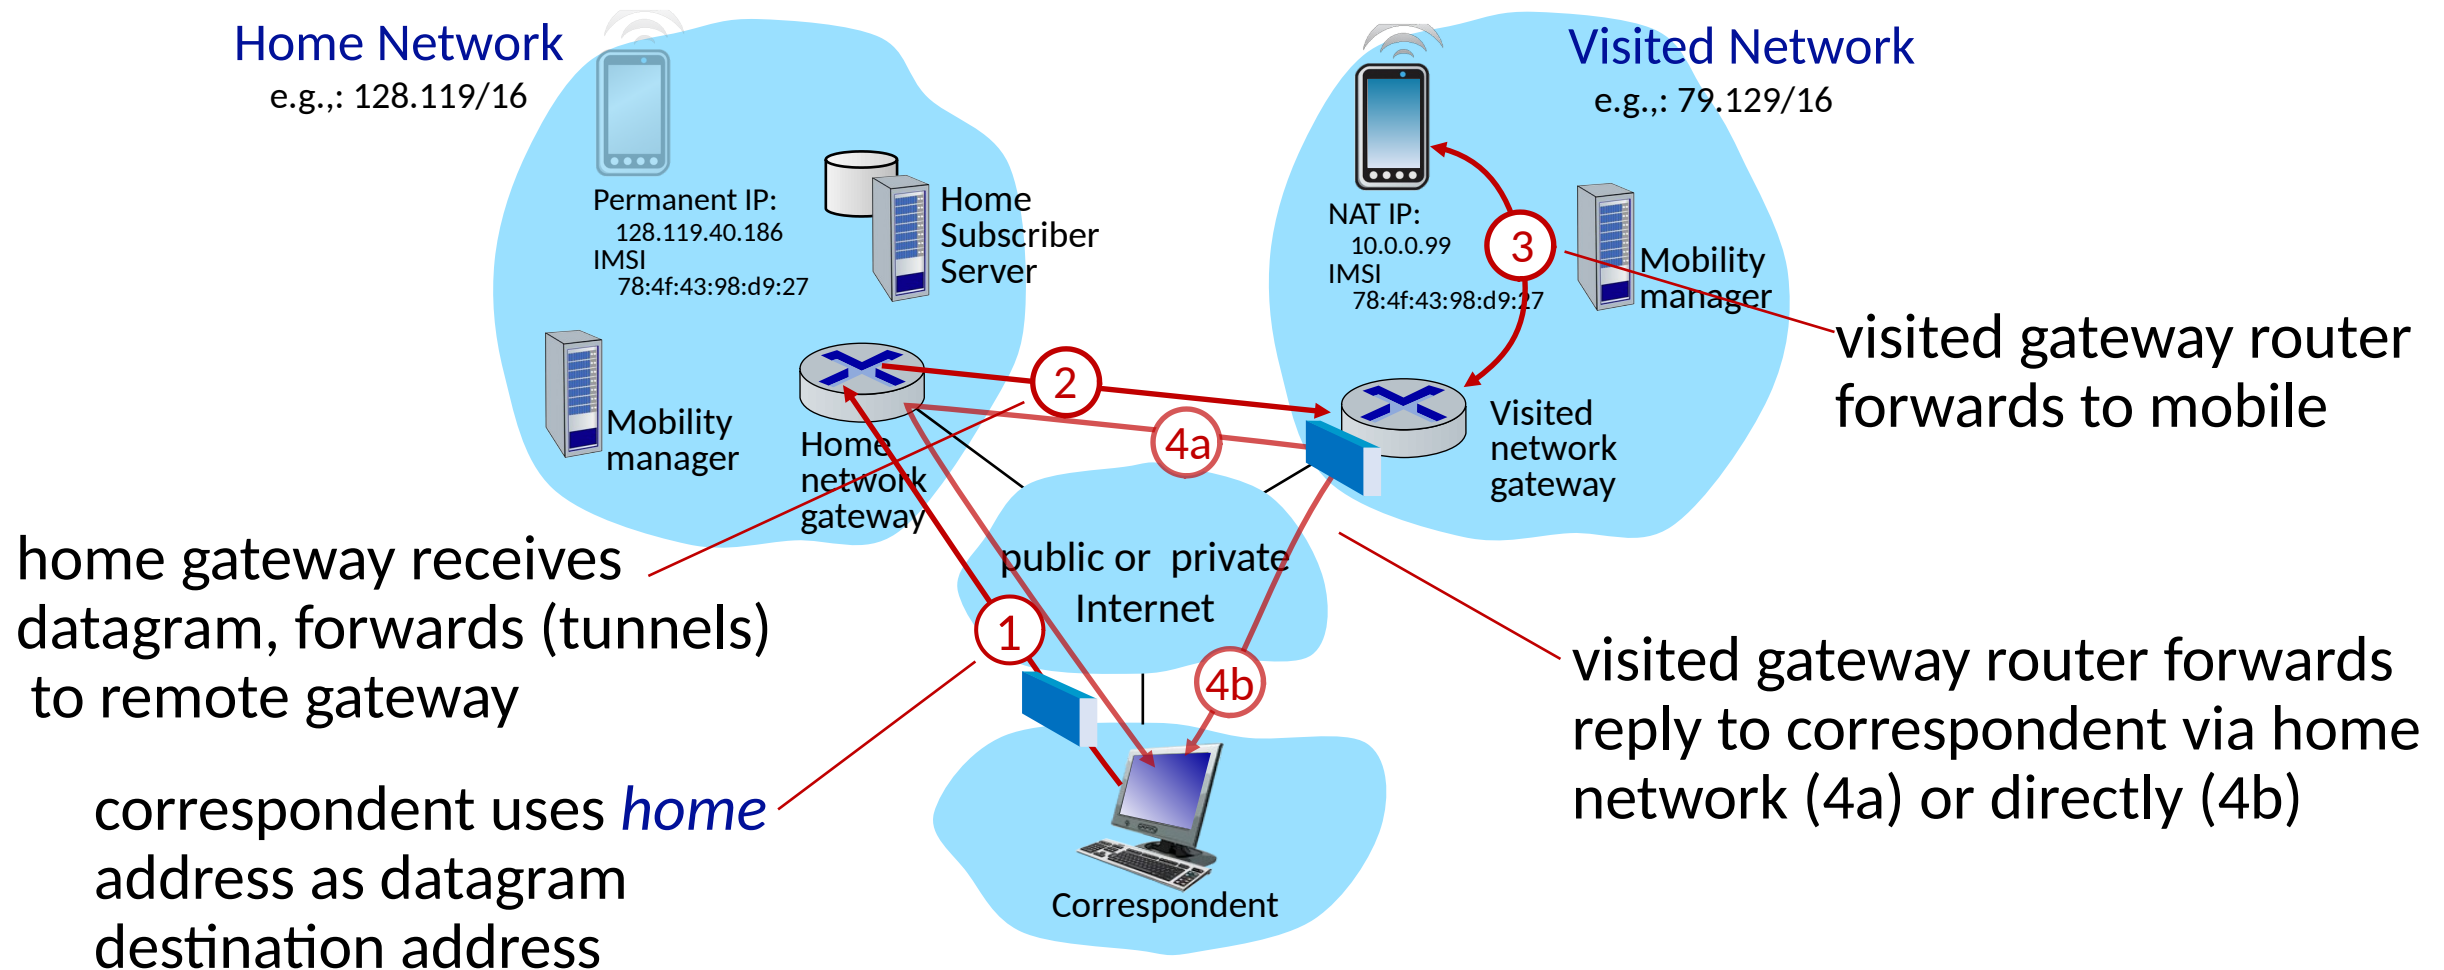 Home Network
e.g.,: 128.119/16
Visited Network
e.g.,: 79.129/16
Permanent IP:
128.119.40.186
IMSI
78:4f:43:98:d9:27
Home
Subscriber
Server
NAT IP:
10.0.0.99
IMSI
78:4f:43:98:d9:27
3
Mobility
manager
visited gateway router
forwards to mobile
2
4a
Mobility
manager
Home
network
gateway
Visited
network
gateway
home gateway receives
datagram, forwards (tunnels)
to remote gateway
public or private
Internet
1
4b
visited gateway router forwards
reply to correspondent via home
network (4a) or directly (4b)
correspondent uses home
address as datagram
destination address
Correspondent